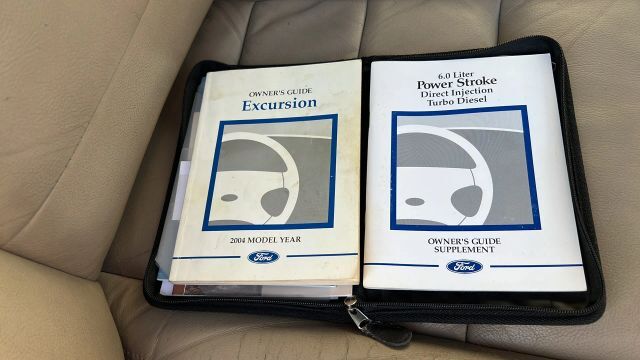 OWNER'S GUIDE
Excursion
2004 MODEL YEAR
Ford
6.0 Liter
Power Stroke
Direct Injection
Turbo Diesel
OWNER'S GUIDE
SUPPLEMENT
Ford